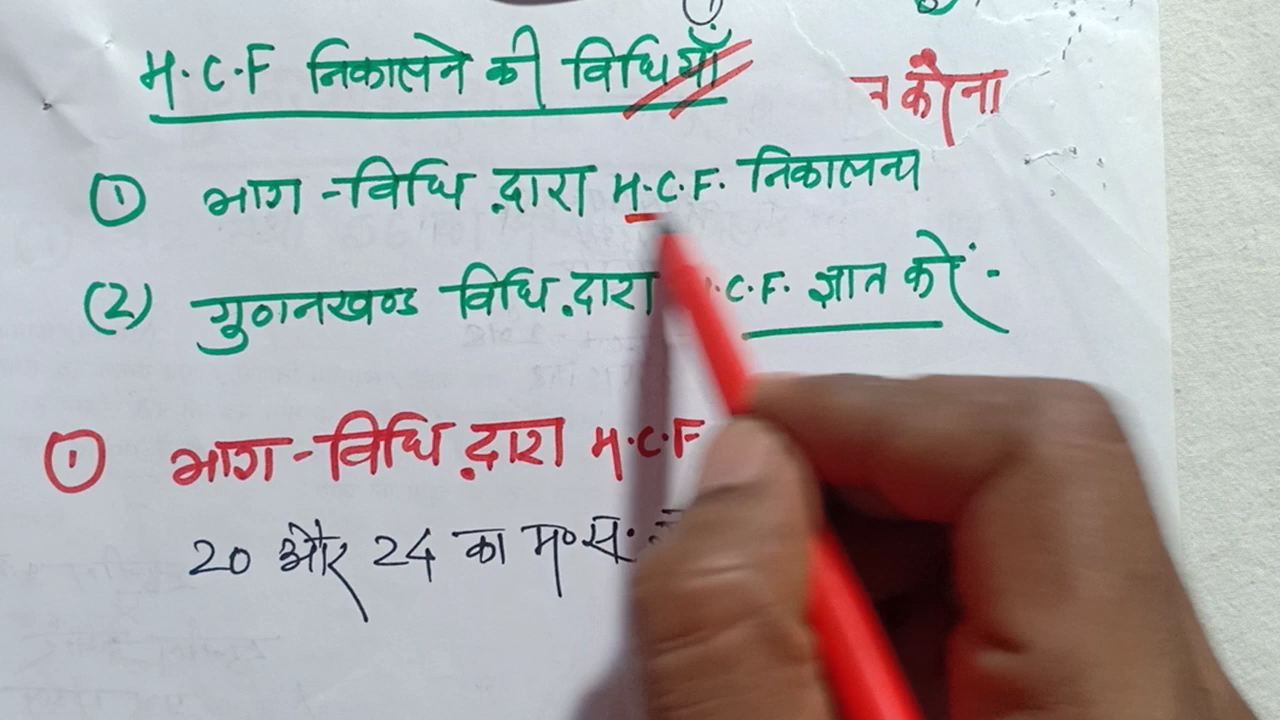 H.C.F निकालने की विधियाँ
① भाग-विधि द्वारा H.C.F. निकालना
(2) गुणनखण्ड विधि द्वारा .C.F. ज्ञात करें -
① भाग-विधि द्वारा H.C.F
20 और 24 का म०स०